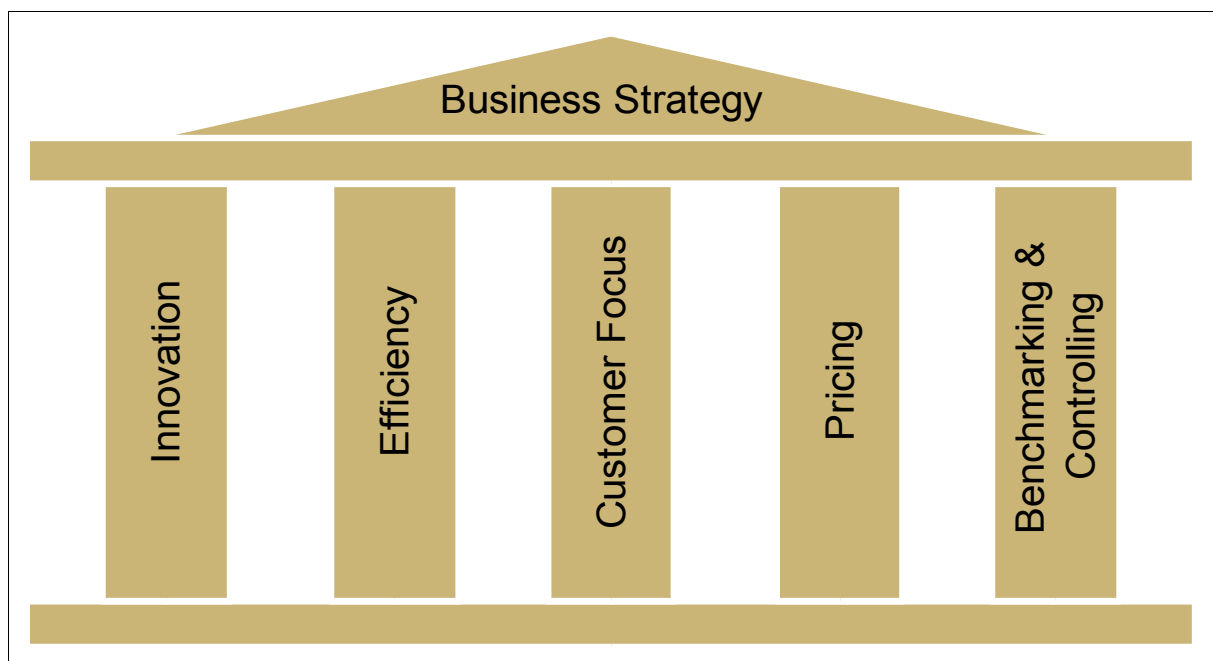 Business Strategy
Innovation
Efficiency
Customer Focus
Pricing
Benchmarking &
Controlling